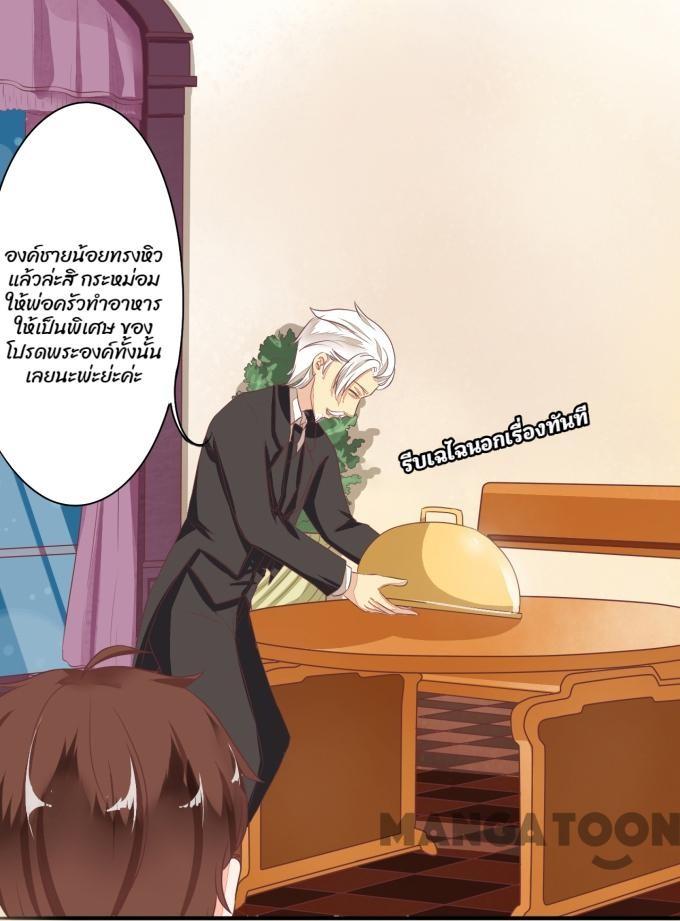 องค์ชายน้อยทรงหิว
แล้วล่ะสิ กระหม่อม
ให้พ่อครัวทำอาหาร
ให้เป็นพิเศษ ของ
โปรดพระองค์ทั้งนั้น
เลยนะพ่ะย่ะค่ะ
รีบเฉไฉนอกเรื่องทันที
MANGATOON